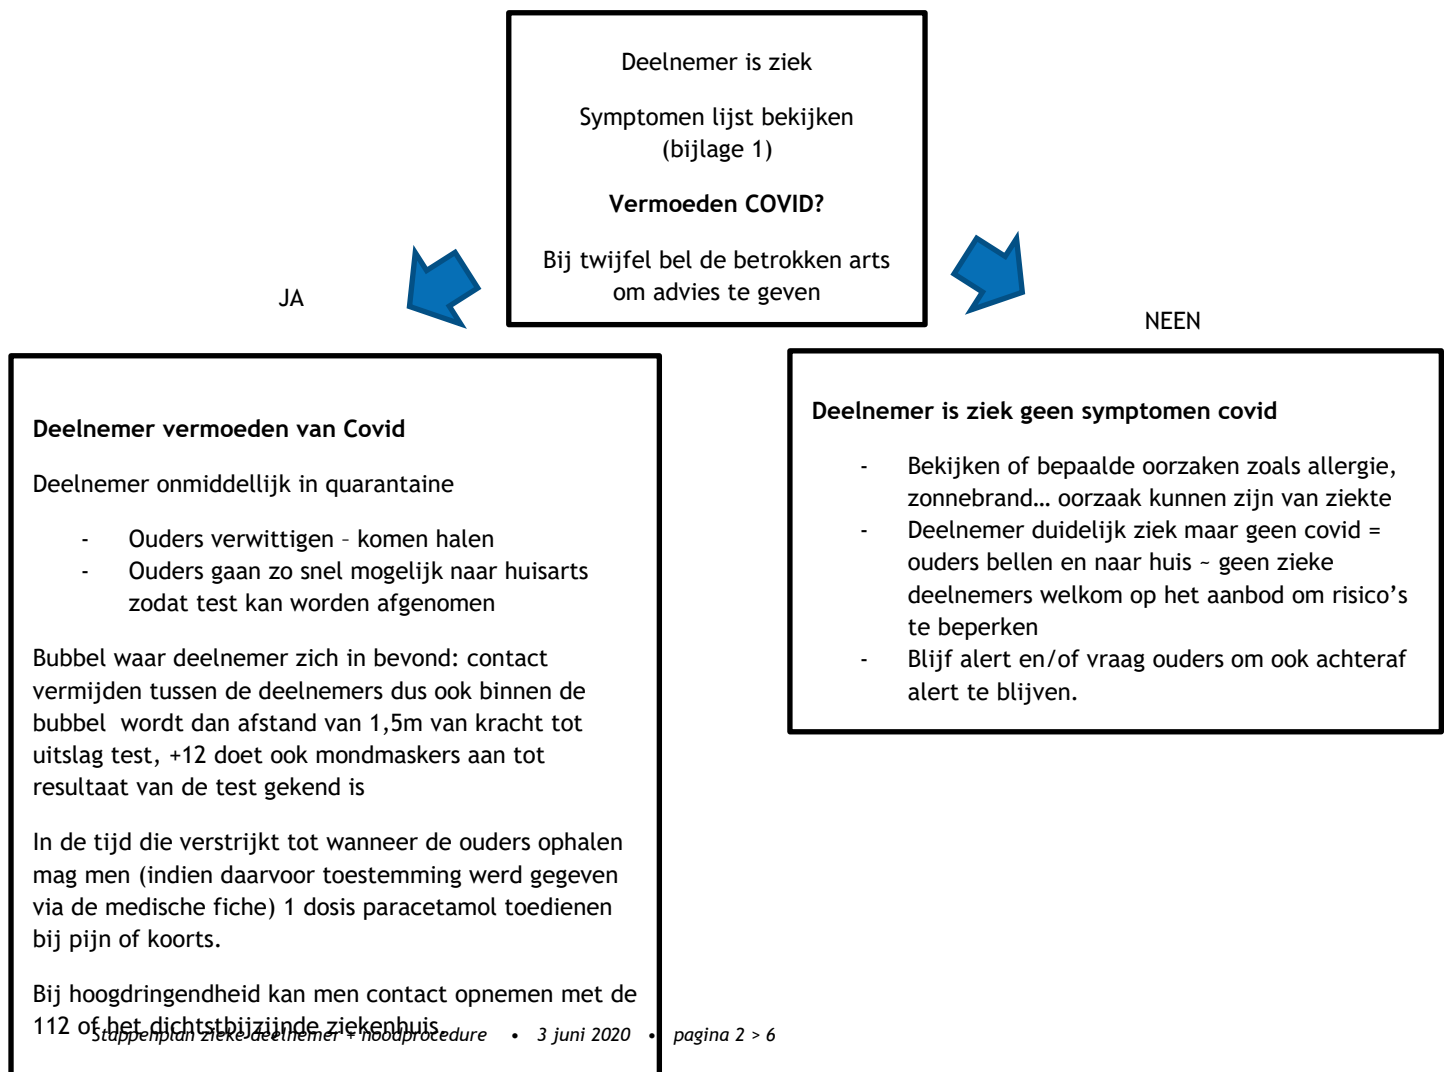 Deelnemer is ziek
Symptomen lijst bekijken
(bijlage 1)
Vermoeden COVID?
Bij twijfel bel de betrokken arts
om advies te geven
JA
NEEN
Deelnemer vermoeden van Covid
Deelnemer onmiddellijk in quarantaine
- Ouders verwittigen – komen halen
- Ouders gaan zo snel mogelijk naar huisarts
zodat test kan worden afgenomen
Bubbel waar deelnemer zich in bevond: contact
vermijden tussen de deelnemers dus ook binnen de
bubbel wordt dan afstand van 1,5m van kracht tot
uitslag test, +12 doet ook mondmaskers aan tot
resultaat van de test gekend is
In de tijd die verstrijkt tot wanneer de ouders ophalen
mag men (indien daarvoor toestemming werd gegeven
via de medische fiche) 1 dosis paracetamol toedienen
bij pijn of koorts.
Bij hoogdringendheid kan men contact opnemen met de
112 of het dichtstbijzijnde ziekenhuis.
Deelnemer is ziek geen symptomen covid
- Bekijken of bepaalde oorzaken zoals allergie,
zonnebrand… oorzaak kunnen zijn van ziekte
- Deelnemer duidelijk ziek maar geen covid =
ouders bellen en naar huis ~ geen zieke
deelnemers welkom op het aanbod om risico’s
te beperken
- Blijf alert en/of vraag ouders om ook achteraf
alert te blijven.
Stappenplan zieke deelnemer + noodprocedure • 3 juni 2020 • pagina 2 > 6